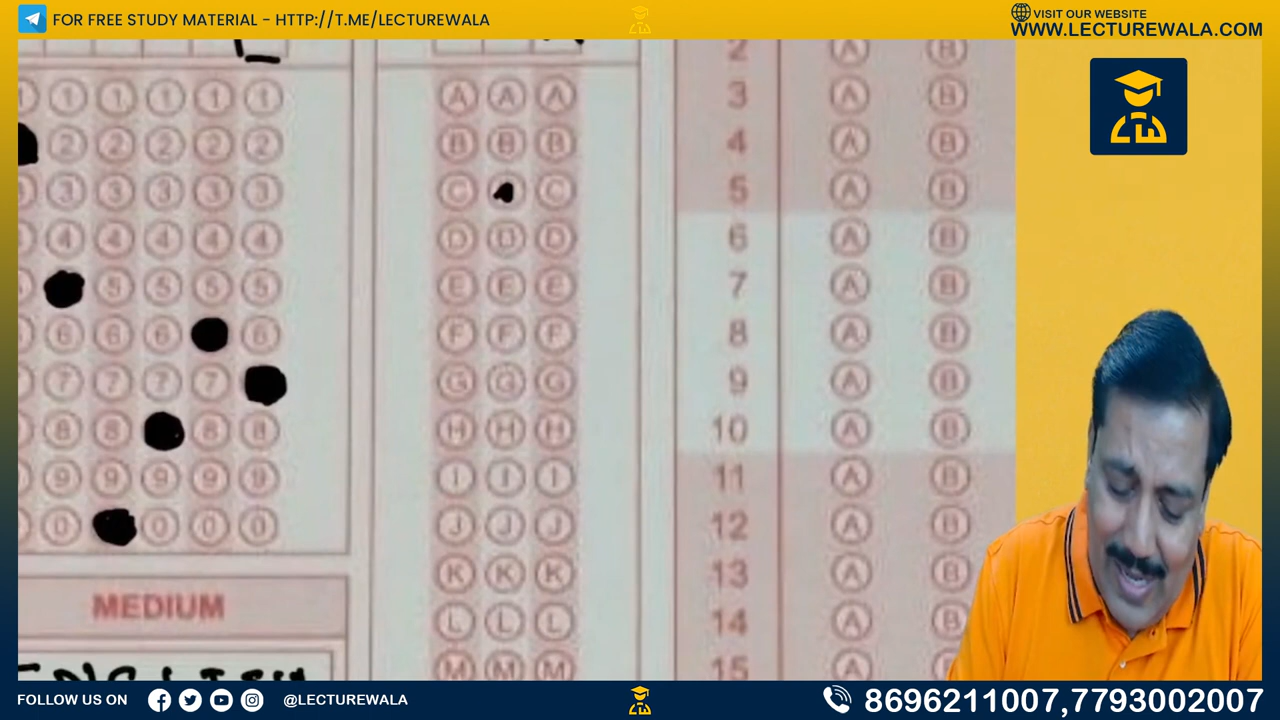 FOR FREE STUDY MATERIAL - HTTP://T.ME/LECTUREWALA
VISIT OUR WEBSITE
WWW.LECTUREWALA.COM
1 1 1 1 1 1
2 2 2 2 2
3 3 3 3 3
4 4 4 4 4
5 5 5 5
6 6 6 6
7 7 7 7
8 8 8 8
9 9 9 9 9
0 0 0 0
MEDIUM
ENGLISH
A A A
B B B
C C
D D D
E E E
F F F
G G G
H H H
I I I
J J J
K K K
L L L
M M M
2 A B
3 A B
4 A B
5 A B
6 A B
7 A B
8 A B
9 A B
10 A B
11 A B
12 A B
13 A B
14 A B
15 A
FOLLOW US ON
@LECTUREWALA
8696211007,7793002007